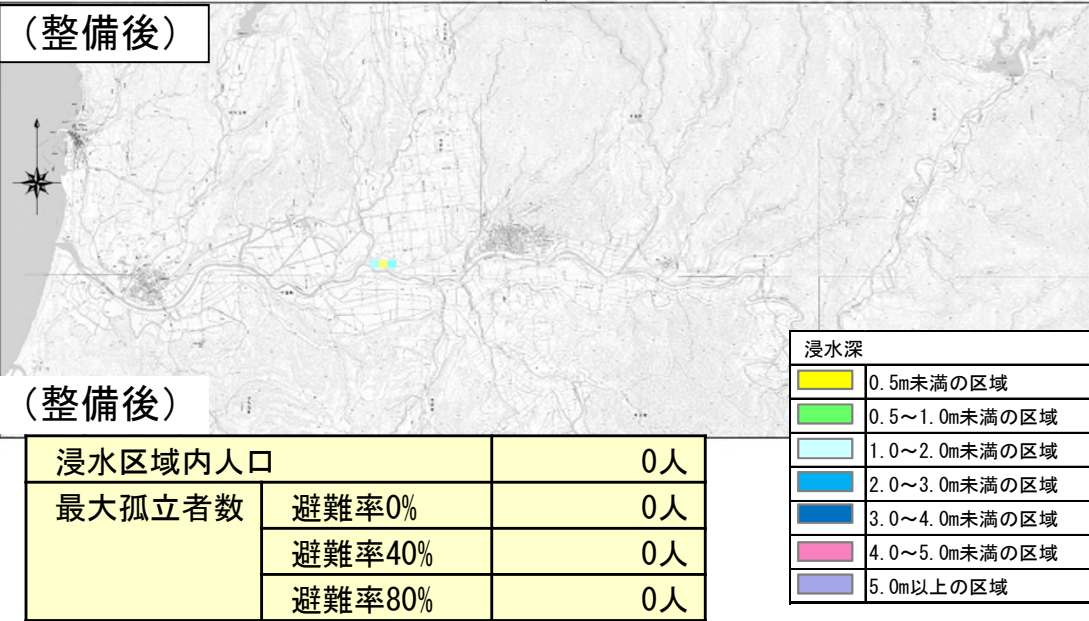 （整備後）
（整備後）
浸水区域内人口 0人
最大孤立者数 避難率0% 0人
避難率40% 0人
避難率80% 0人
浸水深
0.5m未満の区域
0.5～1.0m未満の区域
1.0～2.0m未満の区域
2.0～3.0m未満の区域
3.0～4.0m未満の区域
4.0～5.0m未満の区域
5.0m以上の区域